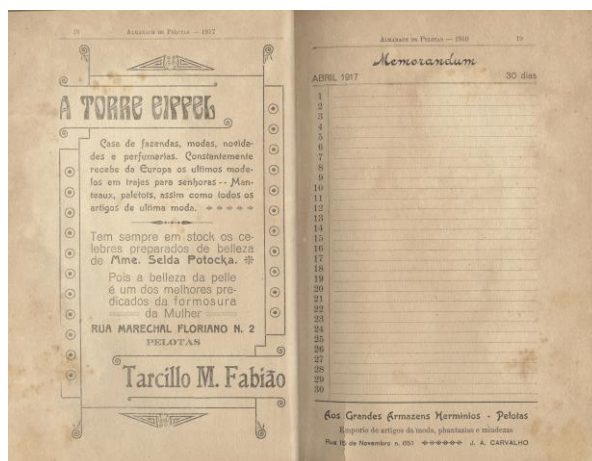 ALMANACH DE PELOTAS — 1917
A TORRE EIFFEL
Casa de fazendas, modas, novida-
des e perfumarias. Constantemente
recebe da Europa os ultimos mode-
los em trajes para senhoras -- Man-
teaux, paletots, assim como todos os
artigos de ultima moda.
Tem sempre em stock os ce-
lebres preparados de belleza
de Mme. Selda Potocka.
Pois a belleza da pelle
é um dos melhores pre-
dicados da formosura
da Mulher
RUA MARECHAL FLORIANO N. 2
PELOTAS
Tarcillo M. Fabião
ALMANACH DE PELOTAS — 19 19
Memorandum
ABRIL 1917 30 dias
1
2
3
4
5
6
7
8
9
10
11
12
13
14
15
16
17
18
19
20
21
22
23
24
25
26
27
28
29
30
Aos Grandes Armazens Herminios - Pelotas
Emporio de artigos da moda, phantazias e miudezas
Rua 15 de Novembro n. 651 J. A. CARVALHO